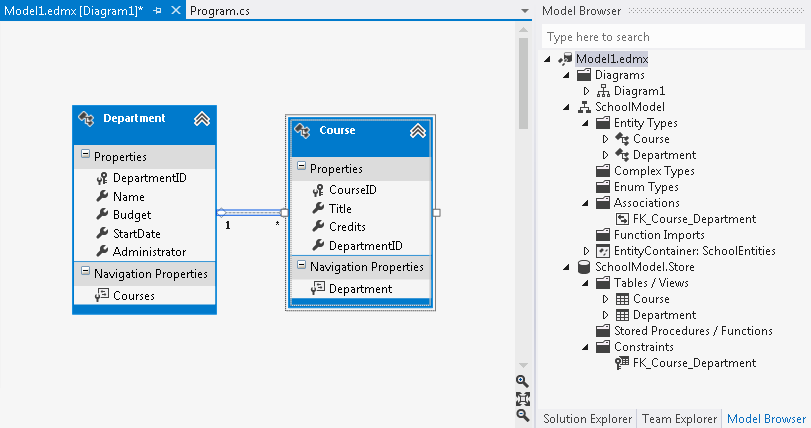 Model1.edmx [Diagram1]*
Program.cs
Department
Properties
DepartmentID
Name
Budget
StartDate
Administrator
Navigation Properties
Courses
1
*
Course
Properties
CourseID
Title
Credits
DepartmentID
Navigation Properties
Department
Model Browser
Type here to search
Model1.edmx
Diagrams
Diagram1
SchoolModel
Entity Types
Course
Department
Complex Types
Enum Types
Associations
FK_Course_Department
Function Imports
EntityContainer: SchoolEntities
SchoolModel.Store
Tables / Views
Course
Department
Stored Procedures / Functions
Constraints
FK_Course_Department
Solution Explorer
Team Explorer
Model Browser